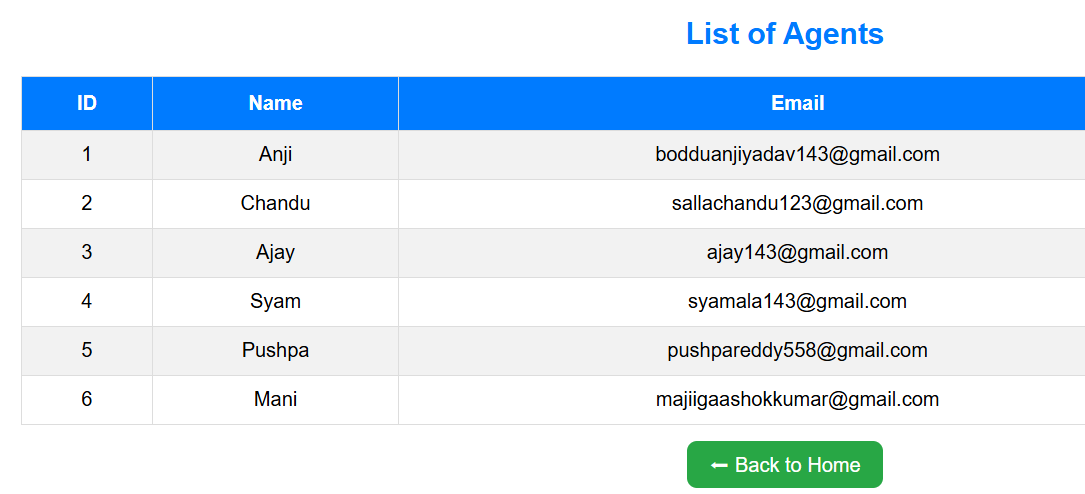 List of Agents
ID Name Email
1 Anji bodduanjiyadav143@gmail.com
2 Chandu sallachandu123@gmail.com
3 Ajay ajay143@gmail.com
4 Syam syamala143@gmail.com
5 Pushpa pushpareddy558@gmail.com
6 Mani majiigaashokkumar@gmail.com
⬅ Back to Home